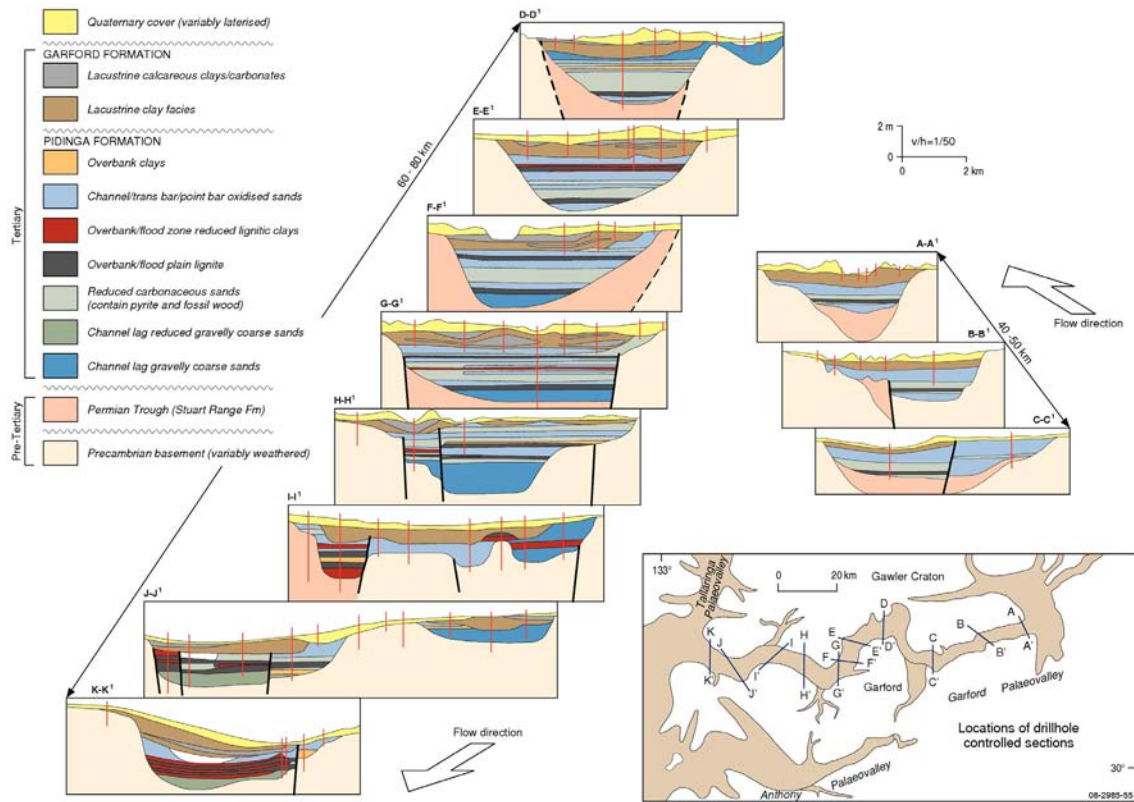 Quaternary cover (variably laterised)
GARFORD FORMATION
Lacustrine calcareous clays/carbonates
Lacustrine clay facies
PIDINGA FORMATION
Overbank clays
Channel/trans bar/point bar oxidised sands
Overbank/flood zone reduced lignitic clays
Overbank/flood plain lignite
Reduced carbonaceous sands
(contain pyrite and fossil wood)
Channel lag reduced gravelly coarse sands
Channel lag gravelly coarse sands
Permian Trough (Stuart Range Fm)
Precambrian basement (variably weathered)
Tertiary
Pre-Tertiary
D-D¹
E-E¹
F-F¹
G-G¹
H-H¹
I-I¹
J-J¹
K-K¹
60 - 80 km
Flow direction
2 m
0
v/h=1/50
0 2 km
A-A¹
B-B¹
C-C¹
40 -50 km
Flow direction
133°
0 20 km
Gawler Craton
Tallaringa
Palaeovalley
D
A
K J I H E G D' C B
F E' B' A'
K' J' I' H' G' F' C'
Garford
Garford Palaeovalley
Locations of drillhole
controlled sections
Anthony Palaeovalley
30°
08-2985-55